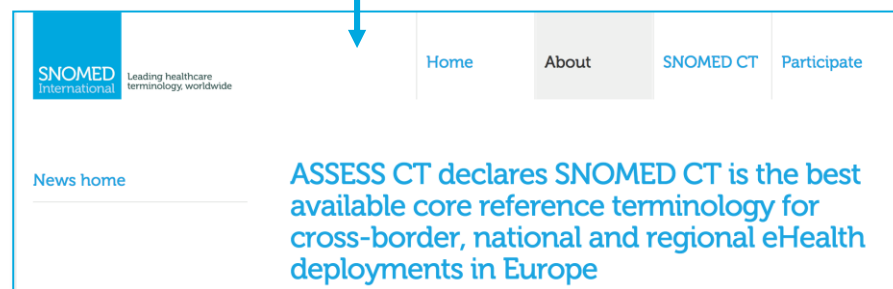 SNOMED
International
Leading healthcare
terminology, worldwide
Home
About
SNOMED CT
Participate
News home
ASSESS CT declares SNOMED CT is the best
available core reference terminology for
cross-border, national and regional eHealth
deployments in Europe